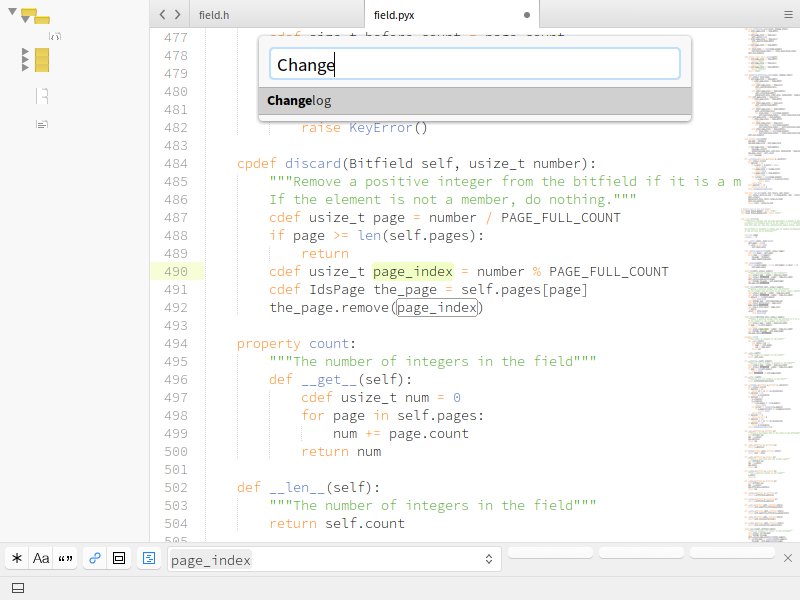 field.h
field.pyx
477
478
479
480
481
482 raise KeyError()
483
484 cpdef discard(Bitfield self, usize_t number):
485 """Remove a positive integer from the bitfield if it is a m
486 If the element is not a member, do nothing."""
487 cdef usize_t page = number / PAGE_FULL_COUNT
488 if page >= len(self.pages):
489 return
490 cdef usize_t page_index = number % PAGE_FULL_COUNT
491 cdef IdsPage the_page = self.pages[page]
492 the_page.remove(page_index)
493
494 property count:
495 """The number of integers in the field"""
496 def __get__(self):
497 cdef usize_t num = 0
498 for page in self.pages:
499 num += page.count
500 return num
501
502 def __len__(self):
503 """The number of integers in the field"""
504 return self.count
505
Change
Changelog
Aa
page_index